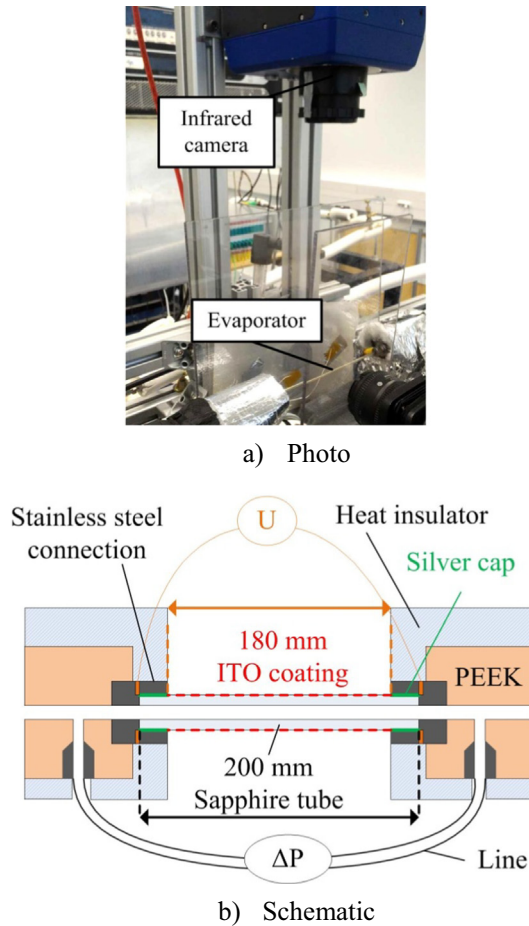 Infrared
camera
Evaporator
a) Photo
Stainless steel
connection
U
Heat insulator
Silver cap
180 mm
ITO coating
PEEK
200 mm
Sapphire tube
ΔP
Line
b) Schematic